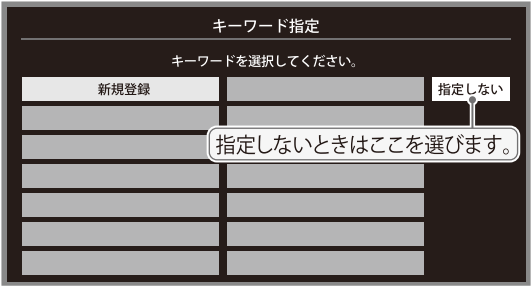 キーワード指定
キーワードを選択してください。
新規登録
指定しない
指定しないときはここを選びます。